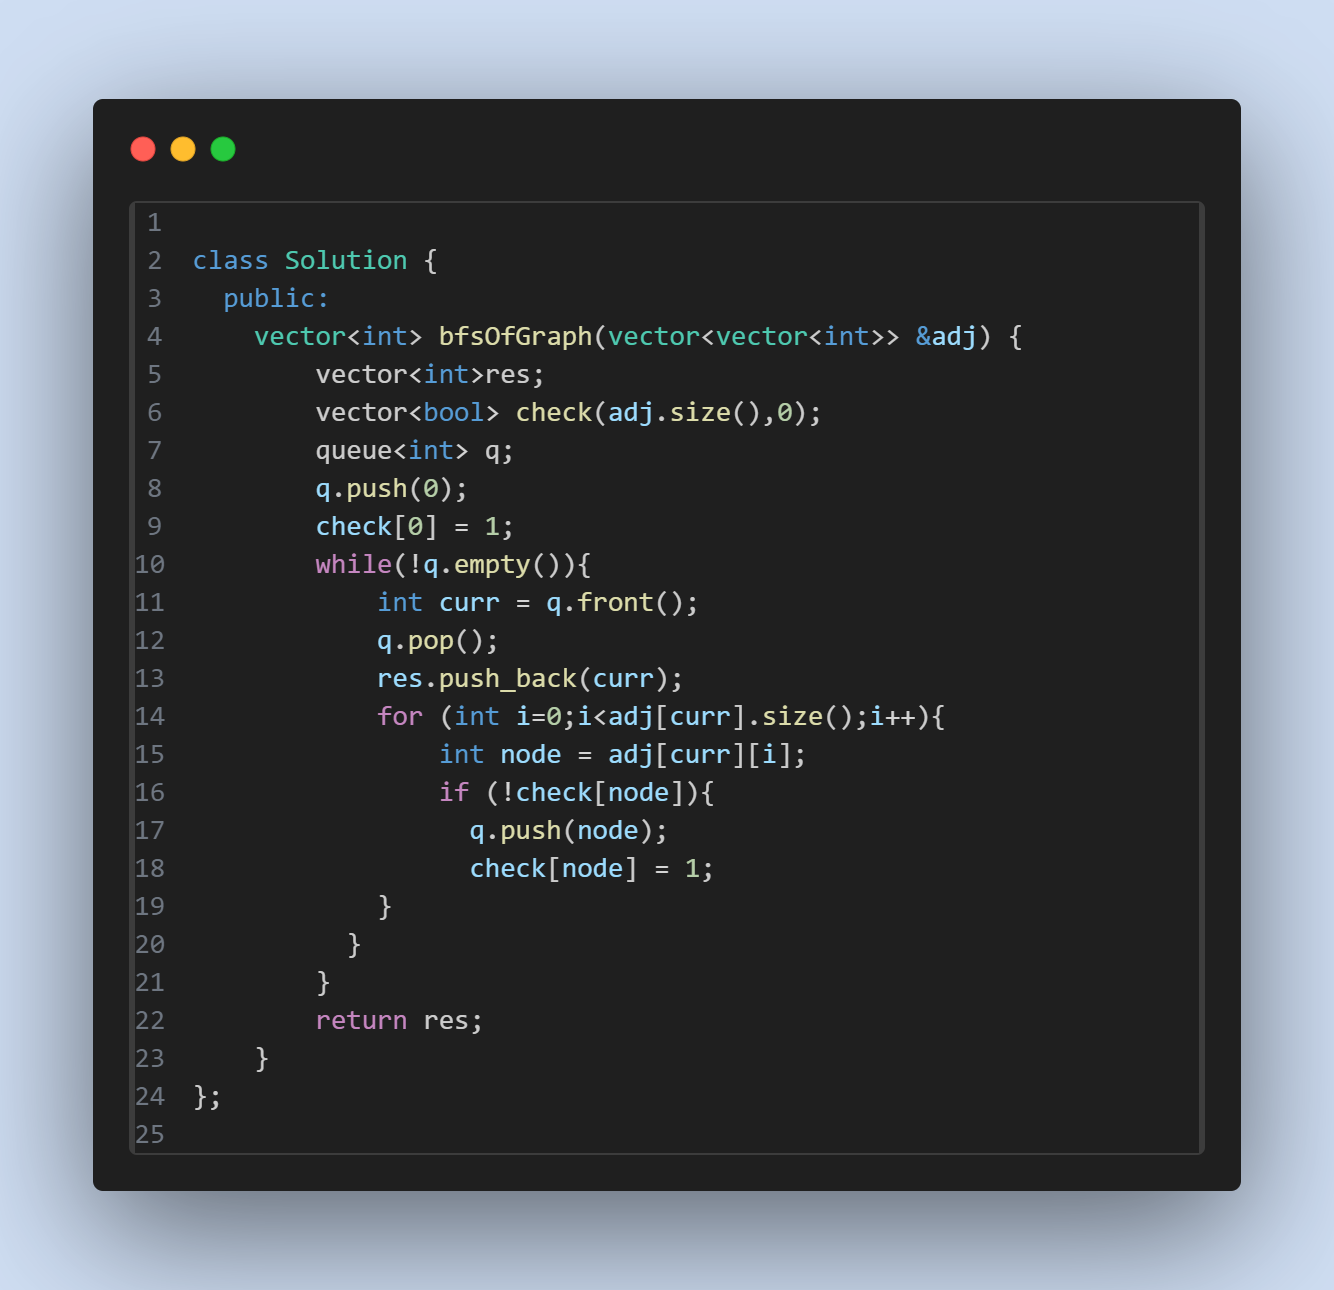 1
2 class Solution {
3   public:
4     vector<int> bfsOfGraph(vector<vector<int>> &adj) {
5         vector<int>res;
6         vector<bool> check(adj.size(),0);
7         queue<int> q;
8         q.push(0);
9         check[0] = 1;
10         while(!q.empty()){
11             int curr = q.front();
12             q.pop();
13             res.push_back(curr);
14             for (int i=0;i<adj[curr].size();i++){
15                 int node = adj[curr][i];
16                 if (!check[node]){
17                   q.push(node);
18                   check[node] = 1;
19             }
20           }
21         }
22         return res;
23     }
24 };
25